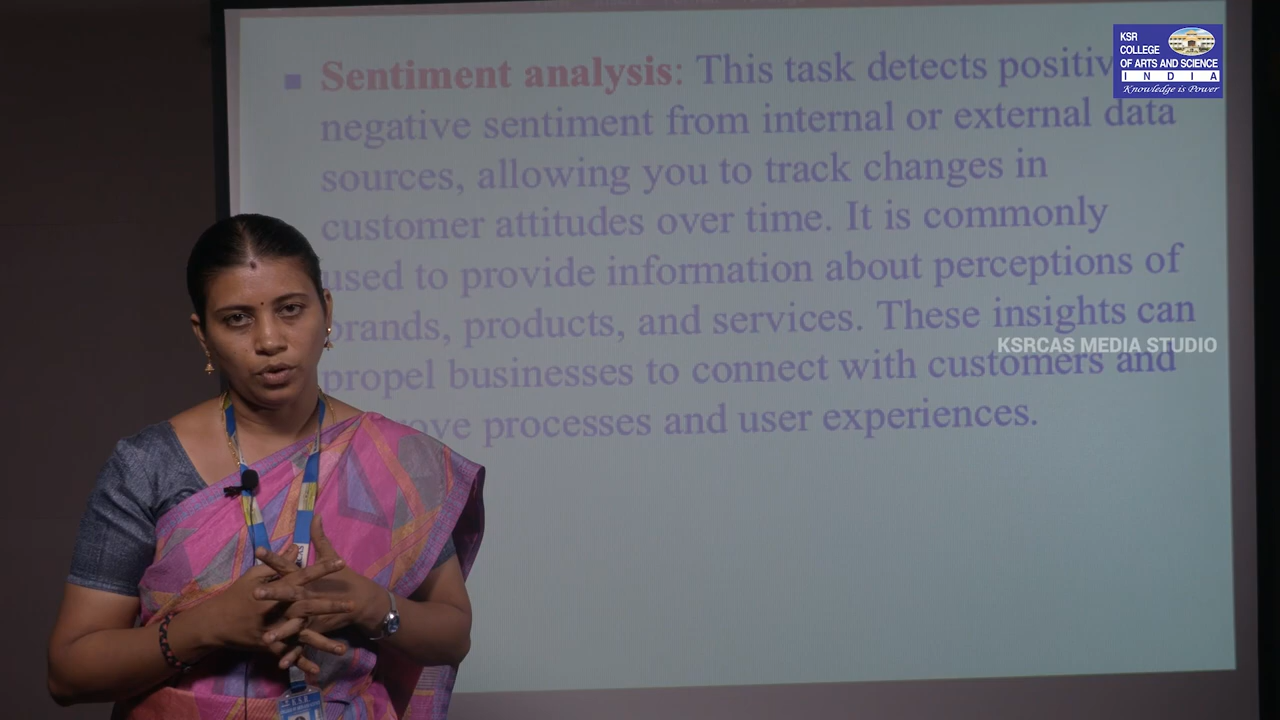 Sentiment analysis: This task detects
negative sentiment from internal or external data
sources, allowing you to track changes in
customer attitudes over time. It is commonly
used to provide information about perceptions of
brands, products, and services. These insights can
propel businesses to connect with customers and
processes and user experiences.
KSR
COLLEGE
OF ARTS AND SCIENCE
INDIA
Knowledge is Power
KSRCAS MEDIA STUDIO